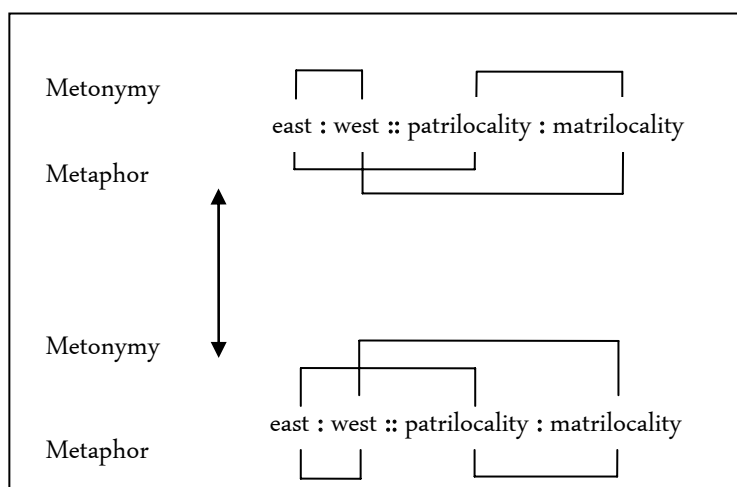 Metonymy
east : west :: patrilocality : matrilocality
Metaphor
Metonymy
east : west :: patrilocality : matrilocality
Metaphor